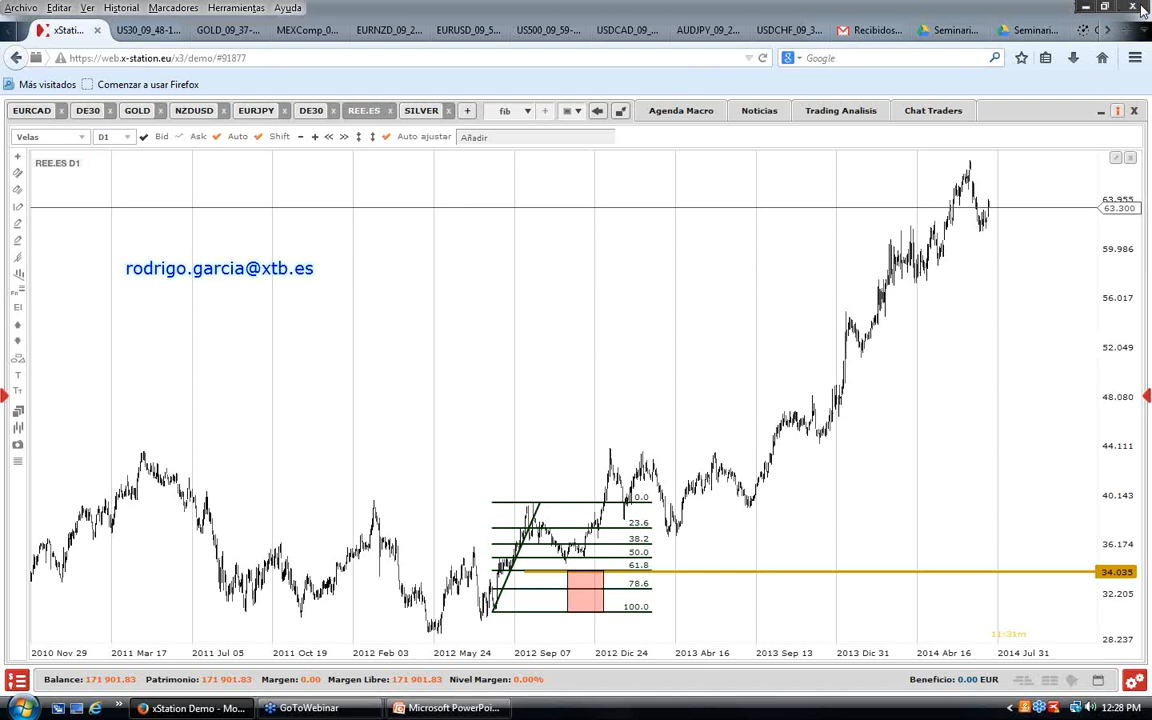 Archivo Editar Ver Historial Marcadores Herramientas Ayuda
xStati... US30_09_48-1... GOLD_09_37-... MEXComp_0... EURNZD_09_2... EURUSD_09_5... US500_09_59-... USDCAD_09_... AUDJPY_09_2... USDCHF_09_3... Recibidos... Seminari... Seminari...
https://web.x-station.eu/x3/demo/#91877
Google
Más visitados Comenzar a usar Firefox
EURCAD DE30 GOLD NZDUSD EURJPY DE30 REE.ES SILVER fib Agenda Macro Noticias Trading Analisis Chat Traders
Velas D1 Bid Ask Auto Shift Auto ajustar Añadir
REE.ES D1
63.955
63.300
rodrigo.garcia@xtb.es
59.986
56.017
52.049
48.080
44.111
0.0
40.143
23.6
38.2
36.174
50.0
61.8
34.035
78.6
32.205
100.0
11:31m
28.237
2010 Nov 29 2011 Mar 17 2011 Jul 05 2011 Oct 19 2012 Feb 03 2012 May 24 2012 Sep 07 2012 Dic 24 2013 Abr 16 2013 Sep 13 2013 Dic 31 2014 Abr 16 2014 Jul 31
Balance: 171 901.83 Patrimonio: 171 901.83 Margen: 0.00 Margen Libre: 171 901.83 Nivel Margen: 0.00% Beneficio: 0.00 EUR
xStation Demo - Mo... GoToWebinar Microsoft PowerPoi... 12:28 PM